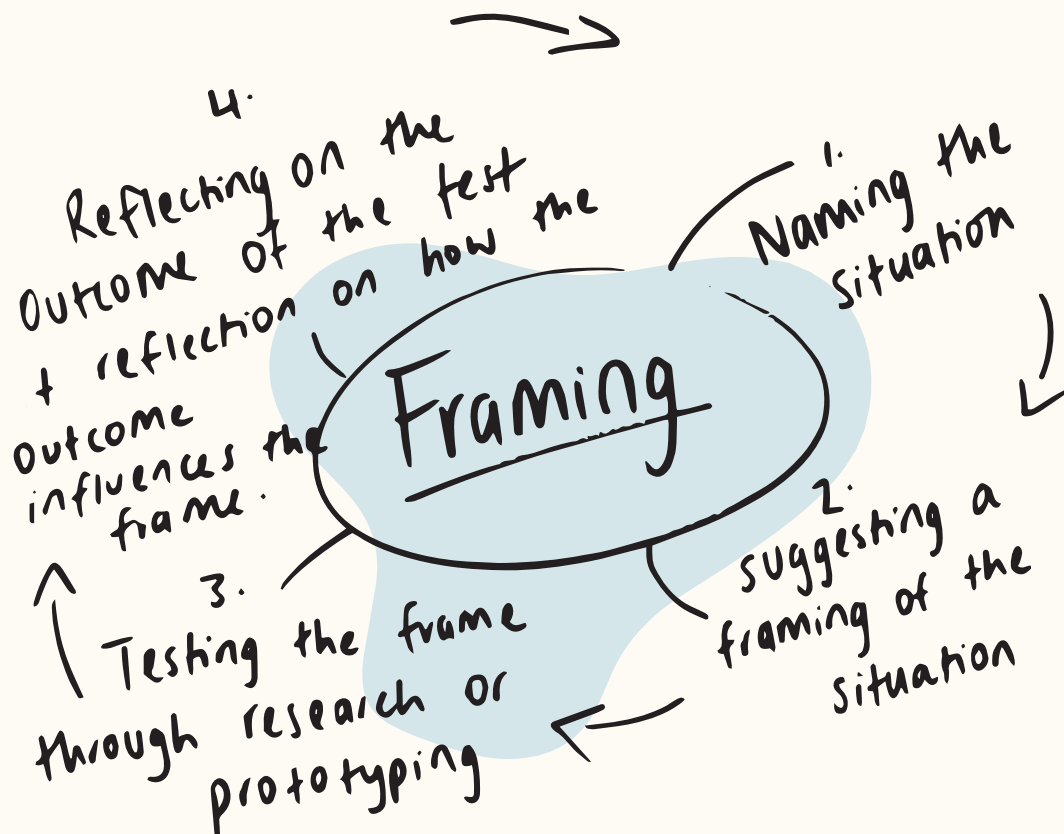 Framing
1.
Naming the
situation
2.
suggesting a
framing of the
situation
3.
Testing the frame
through research or
prototyping
4.
Reflecting on the
Outcome of the test
+ reflection on how the
outcome
influences the
frame.